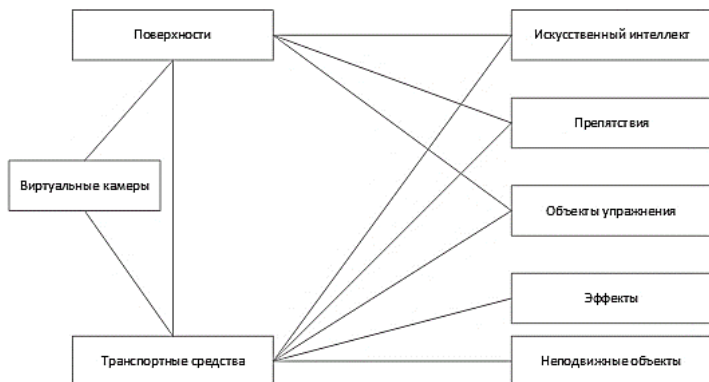 Поверхности
Искусственный интеллект
Препятствия
Виртуальные камеры
Объекты упражнения
Эффекты
Транспортные средства
Неподвижные объекты